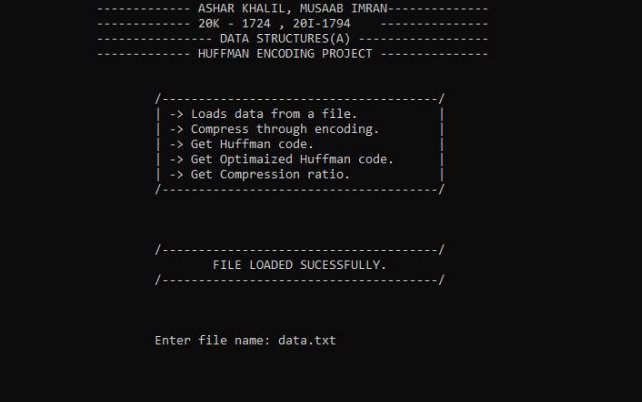 ------------- ASHAR KHALIL, MUSAAB IMRAN--------------
------------- 20K - 1724 , 20I-1794    ---------------
---------------- DATA STRUCTURES(A) ------------------
------------- HUFFMAN ENCODING PROJECT ---------------
/--------------------------------------/
| -> Loads data from a file.           |
| -> Compress through encoding.        |
| -> Get Huffman code.                 |
| -> Get Optimaized Huffman code.      |
| -> Get Compression ratio.            |
/--------------------------------------/
/--------------------------------------/
FILE LOADED SUCESSFULLY.
/--------------------------------------/
Enter file name: data.txt